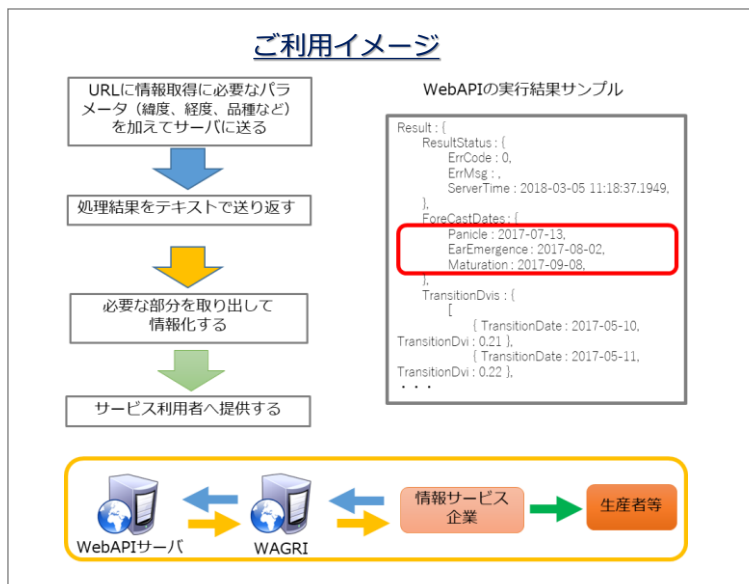 ご利用イメージ
URLに情報取得に必要なパラ
メータ（緯度、経度、品種など）
を加えてサーバに送る
処理結果をテキストで送り返す
必要な部分を取り出して
情報化する
サービス利用者へ提供する
WebAPIの実行結果サンプル
Result : {
ResultStatus : {
ErrCode : 0,
ErrMsg : ,
ServerTime : 2018-03-05 11:18:37.1949,
},
ForeCastDates : {
Panicle : 2017-07-13,
EarEmergence : 2017-08-02,
Maturation : 2017-09-08,
},
TransitionDvis : {
[
{ TransitionDate : 2017-05-10,
TransitionDvi : 0.21 },
{ TransitionDate : 2017-05-11,
TransitionDvi : 0.22 },
・・・
WebAPIサーバ
WAGRI
情報サービス
企業
生産者等